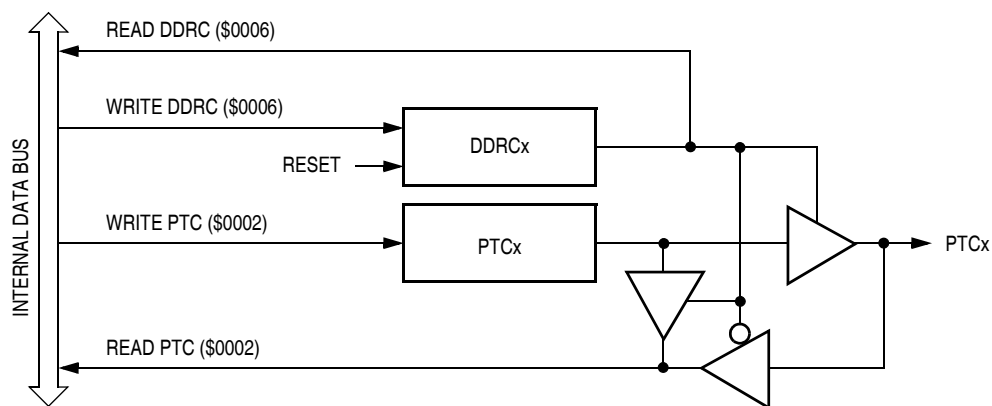 READ DDRC ($0006)
WRITE DDRC ($0006)
DDRCx
RESET
WRITE PTC ($0002)
PTCx
PTCx
READ PTC ($0002)
INTERNAL DATA BUS